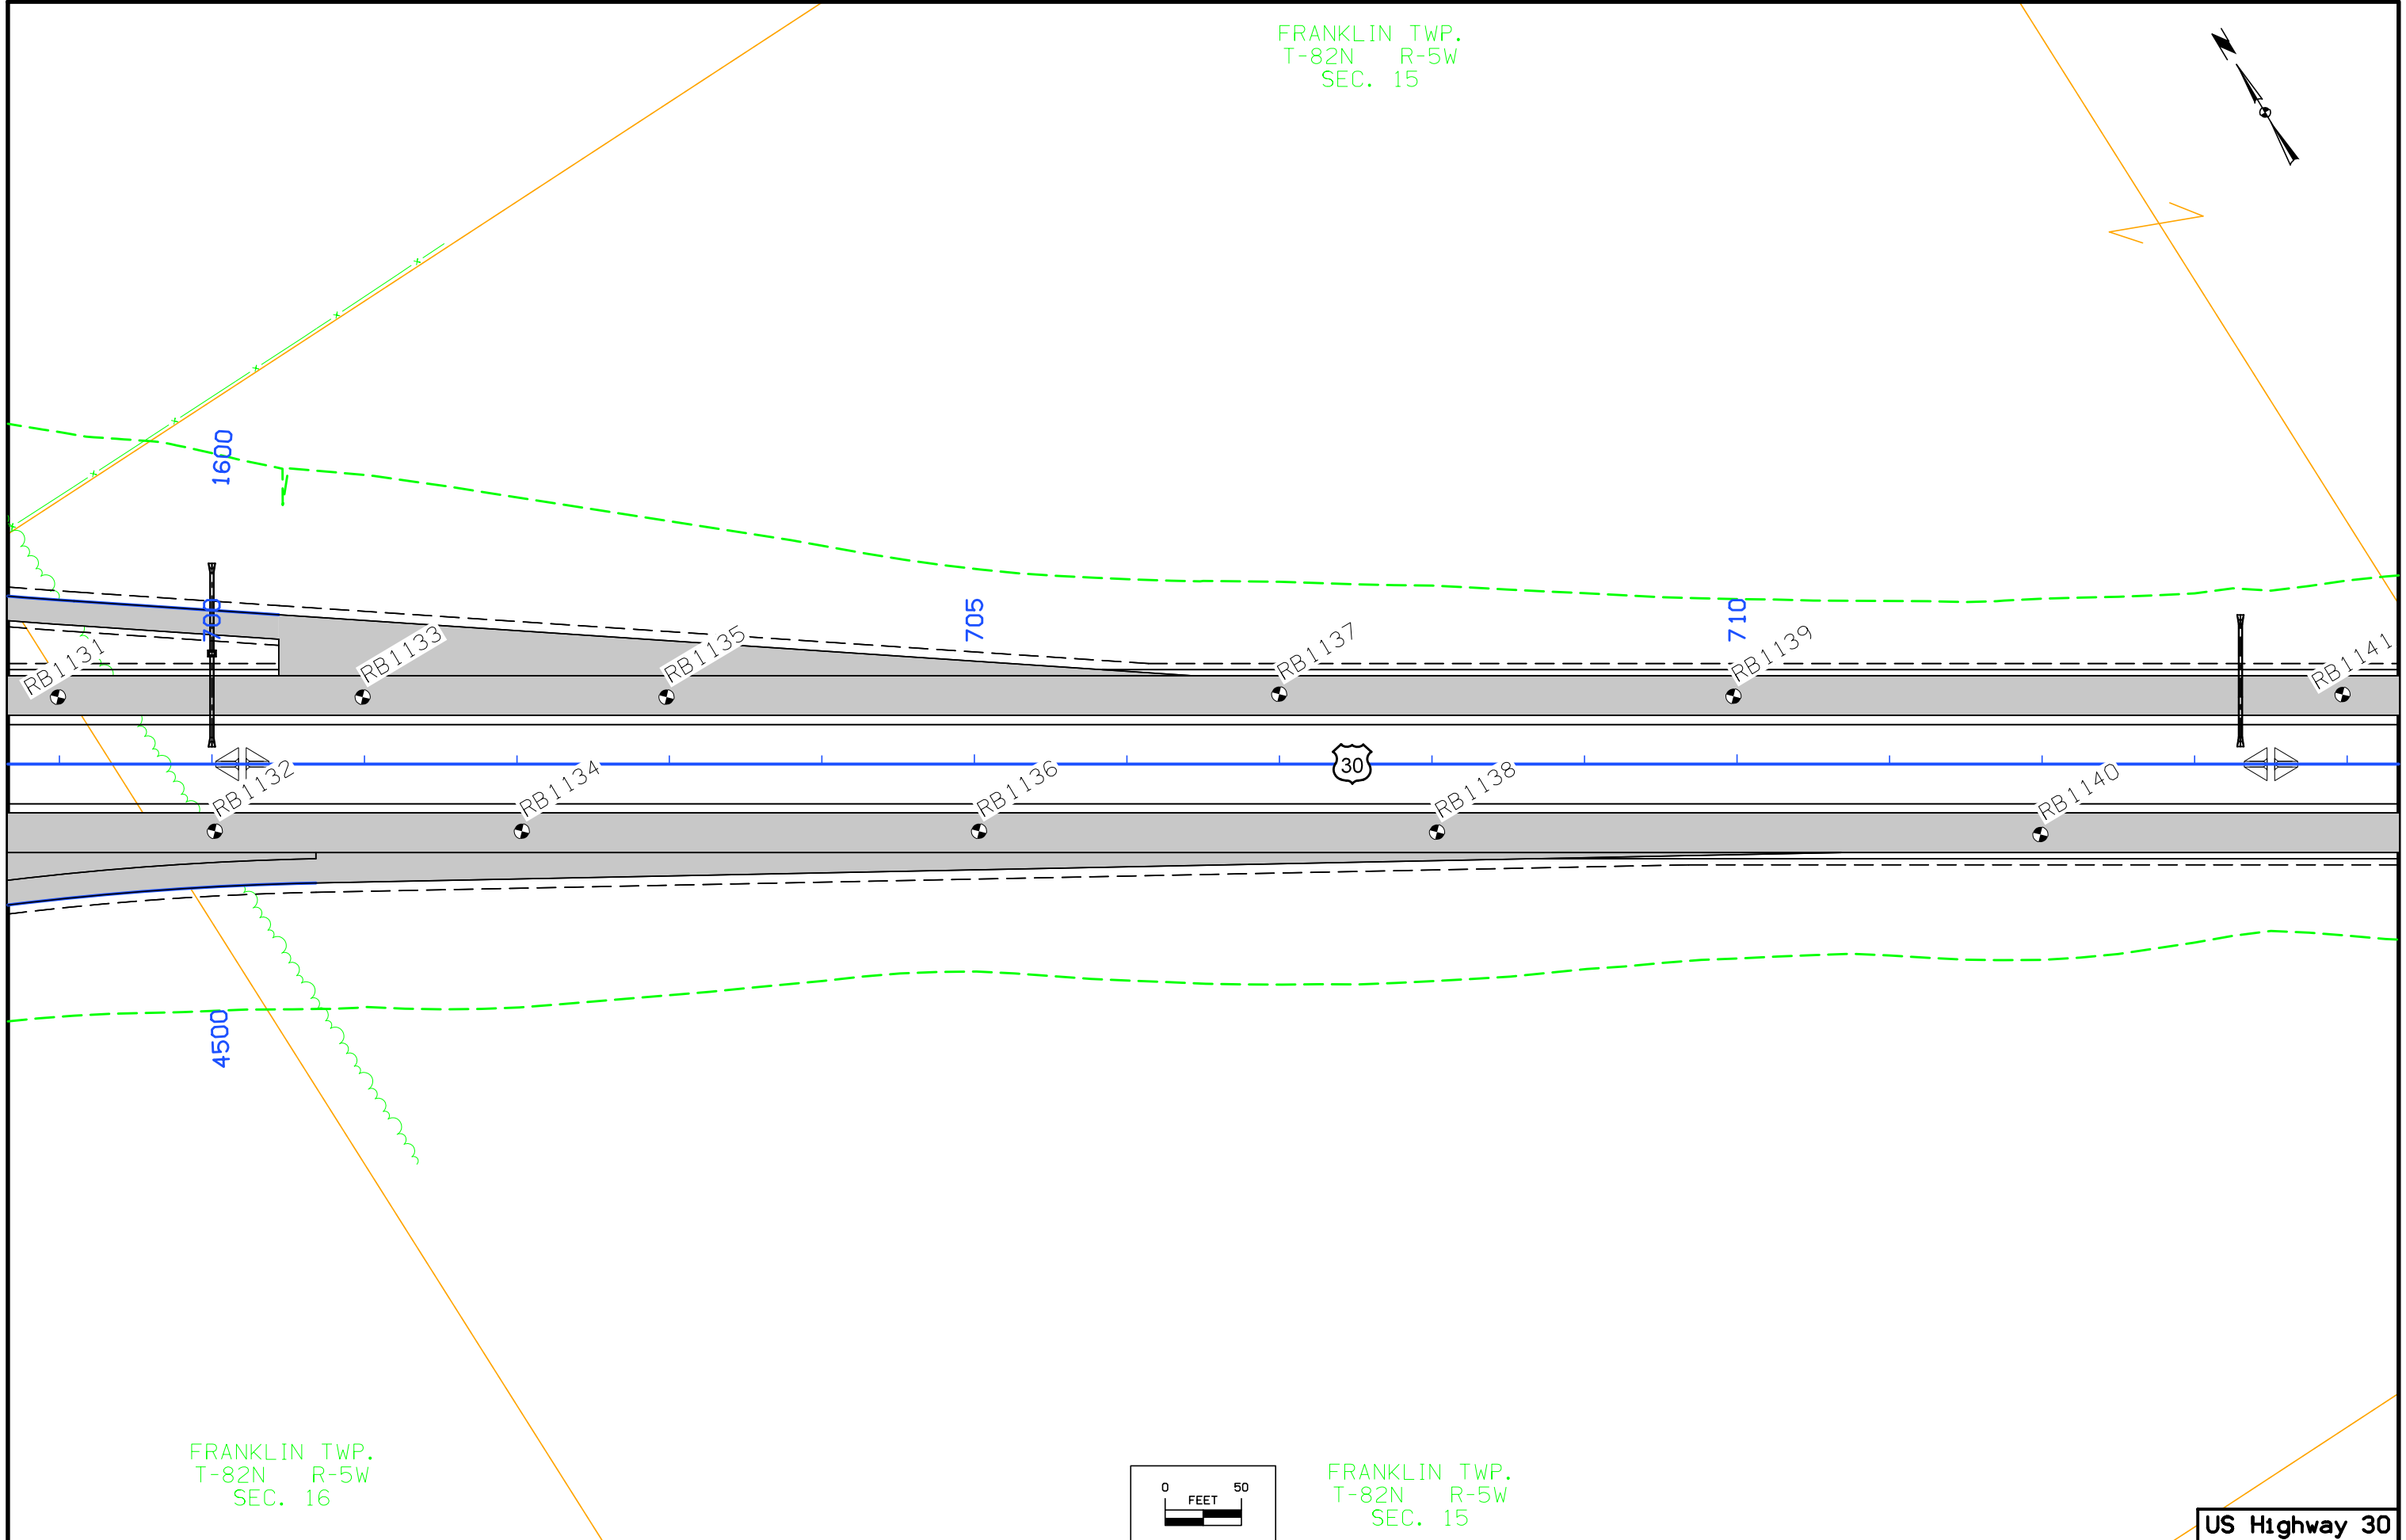 FRANKLIN TWP.
T-82N R-5W
SEC. 15
1600
700
705
710
RB1131
RB1133
RB1135
RB1137
RB1139
RB1141
30
RB1132
RB1134
RB1136
RB1138
RB1140
4500
FRANKLIN TWP.
T-82N R-5W
SEC. 16
0 50
FEET
FRANKLIN TWP.
T-82N R-5W
SEC. 15
US Highway 30